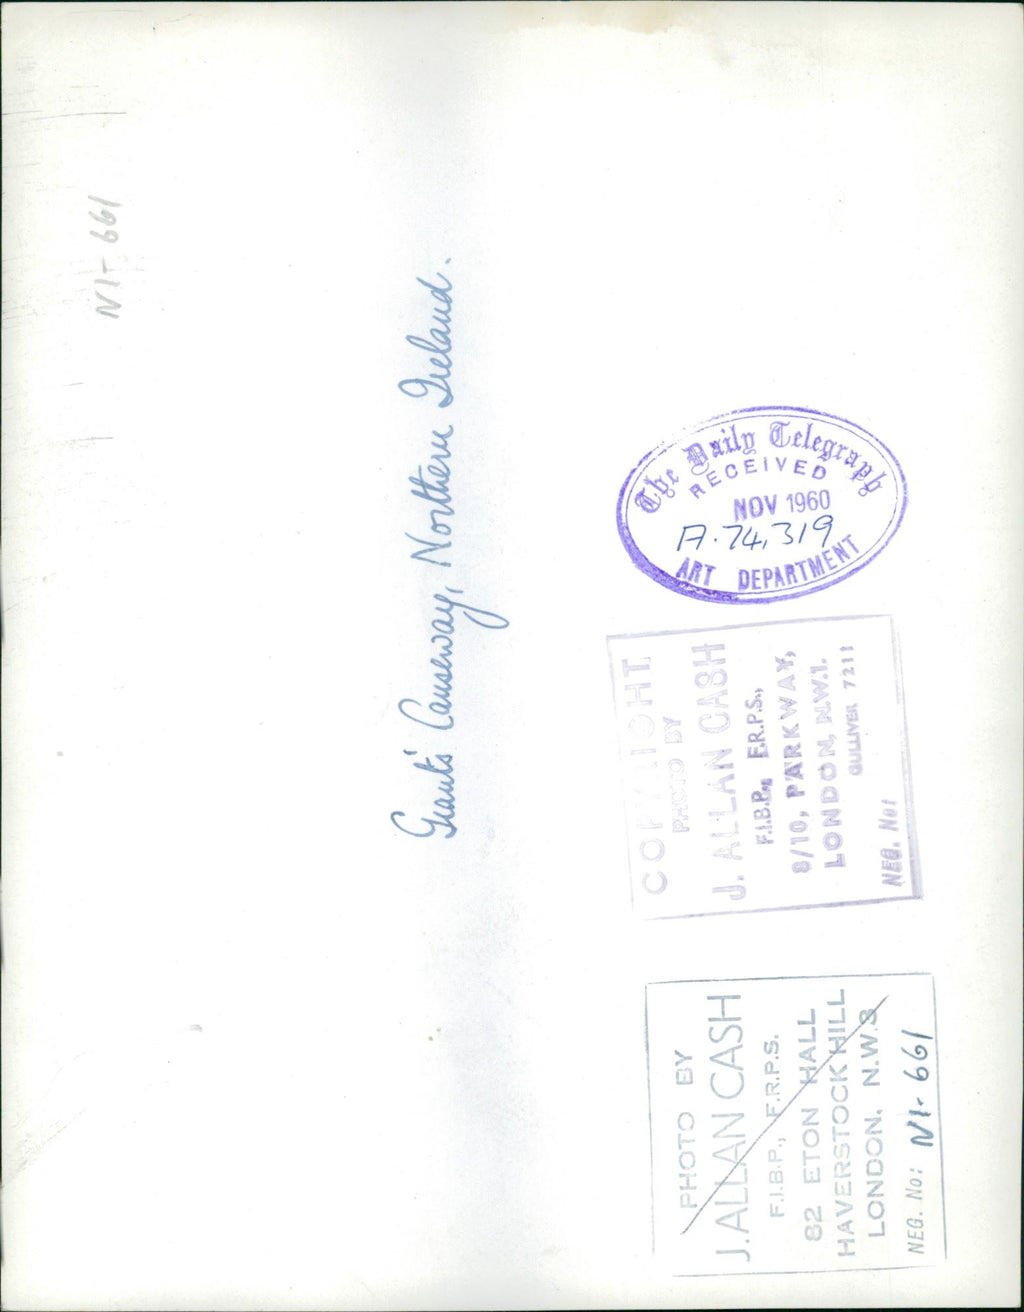 NI-661
Giants' Causeway, Northern Ireland.
The Daily Telegraph
RECEIVED
NOV 1960
A.74,319
ART DEPARTMENT
COPYRIGHT
PHOTO BY
J. ALLAN CASH
F.I.B.P., F.R.P.S.,
8/10, PARKWAY,
LONDON, N.W.1.
GULLIVER 7211
NEG. No:
PHOTO BY
J. ALLAN CASH
F.I.B.P., F.R.P.S.
82 ETON HALL
HAVERSTOCK HILL
LONDON, N.W.3
NEG. No: NI-661